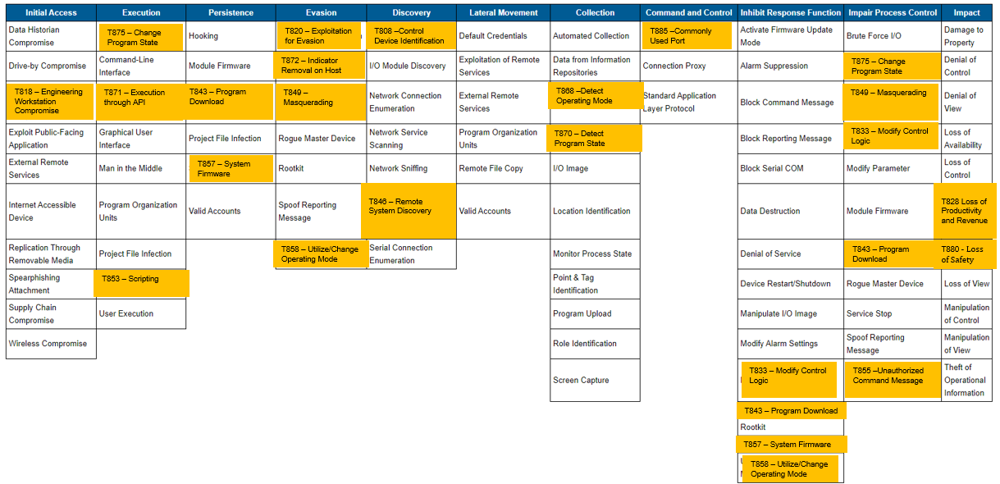 Initial Access
Execution
Persistence
Evasion
Discovery
Lateral Movement
Collection
Command and Control
Inhibit Response Function
Impair Process Control
Impact
Data Historian
Compromise
T875 – Change
Program State
Hooking
T820 – Exploitation
for Evasion
T808 –Control
Device Identification
Default Credentials
Automated Collection
T885 –Commonly
Used Port
Activate Firmware Update
Mode
Brute Force I/O
Damage to
Property
Drive-by Compromise
Command-Line
Interface
Module Firmware
T872 – Indicator
Removal on Host
I/O Module Discovery
Exploitation of Remote
Services
Data from Information
Repositories
Connection Proxy
Alarm Suppression
T875 – Change
Program State
Denial of
Control
T818 – Engineering
Workstation
Compromise
T871 – Execution
through API
T843 – Program
Download
T849 –
Masquerading
Network Connection
Enumeration
External Remote
Services
T868 –Detect
Operating Mode
Standard Application
Layer Protocol
Block Command Message
T849 – Masquerading
Denial of
View
Exploit Public-Facing
Application
Graphical User
Interface
Project File Infection
Rogue Master Device
Network Service
Scanning
Program Organization
Units
T870 – Detect
Program State
Block Reporting Message
T833 – Modify Control
Logic
Loss of
Availability
External Remote
Services
Man in the Middle
T857 – System
Firmware
Rootkit
Network Sniffing
Remote File Copy
I/O Image
Block Serial COM
Modify Parameter
Loss of
Control
Internet Accessible
Device
Program Organization
Units
Valid Accounts
Spoof Reporting
Message
T846 – Remote
System Discovery
Valid Accounts
Location Identification
Data Destruction
Module Firmware
T828 Loss of
Productivity
and Revenue
Replication Through
Removable Media
Project File Infection
T858 – Utilize/Change
Operating Mode
Serial Connection
Enumeration
Monitor Process State
Denial of Service
T843 – Program
Download
T880 - Loss
of Safety
Spearphishing
Attachment
T853 – Scripting
Point & Tag
Identification
Device Restart/Shutdown
Rogue Master Device
Loss of View
Supply Chain
Compromise
User Execution
Program Upload
Manipulate I/O Image
Service Stop
Manipulation
of Control
Wireless Compromise
Role Identification
Modify Alarm Settings
Spoof Reporting
Message
Manipulation
of View
Screen Capture
T833 – Modify Control
Logic
T855 –Unauthorized
Command Message
Theft of
Operational
Information
T843 – Program Download
Rootkit
T857 – System Firmware
T858 – Utilize/Change
Operating Mode